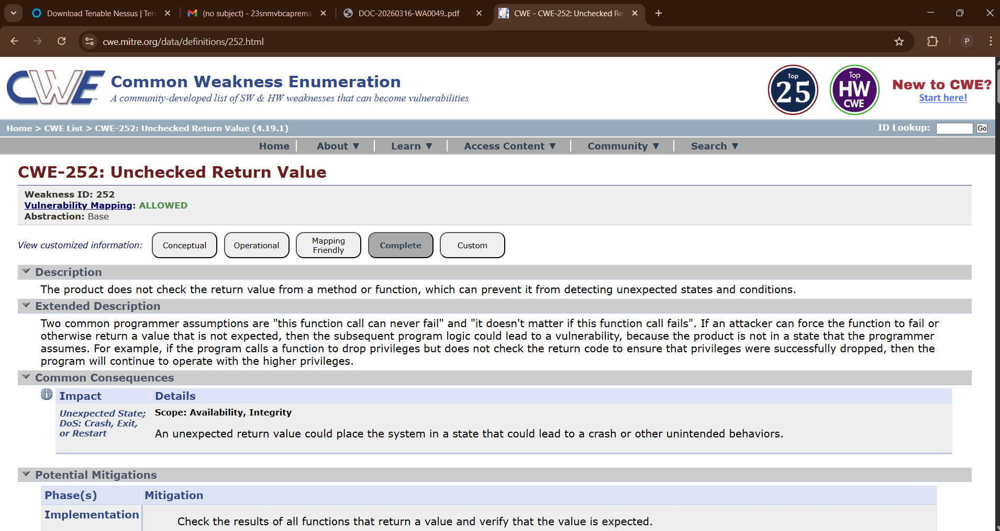 Download Tenable Nessus | Ten
(no subject) - 23snmvbcaprema
DOC-20260316-WA0049..pdf
CWE - CWE-252: Unchecked Re
cwe.mitre.org/data/definitions/252.html
P
CWE
Common Weakness Enumeration
A community-developed list of SW & HW weaknesses that can become vulnerabilities
Top
25
Top
HW
CWE
New to CWE?
Start here!
Home > CWE List > CWE-252: Unchecked Return Value (4.19.1)
ID Lookup:
Go
Home
About ▼
Learn ▼
Access Content ▼
Community ▼
Search ▼
CWE-252: Unchecked Return Value
Weakness ID: 252
Vulnerability Mapping: ALLOWED
Abstraction: Base
View customized information:
Conceptual
Operational
Mapping
Friendly
Complete
Custom
Description
The product does not check the return value from a method or function, which can prevent it from detecting unexpected states and conditions.
Extended Description
Two common programmer assumptions are "this function call can never fail" and "it doesn't matter if this function call fails". If an attacker can force the function to fail or
otherwise return a value that is not expected, then the subsequent program logic could lead to a vulnerability, because the product is not in a state that the programmer
assumes. For example, if the program calls a function to drop privileges but does not check the return code to ensure that privileges were successfully dropped, then the
program will continue to operate with the higher privileges.
Common Consequences
Impact
Details
Unexpected State;
DoS: Crash, Exit,
or Restart
Scope: Availability, Integrity
An unexpected return value could place the system in a state that could lead to a crash or other unintended behaviors.
Potential Mitigations
Phase(s)
Mitigation
Implementation
Check the results of all functions that return a value and verify that the value is expected.